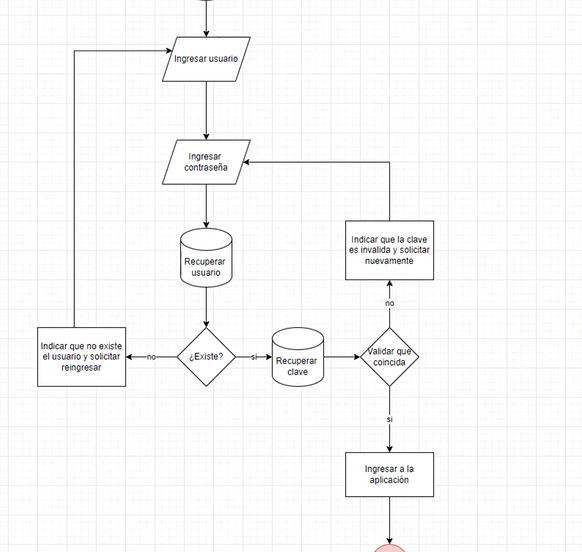 Ingresar usuario
Ingresar
contraseña
Recuperar
usuario
Indicar que la clave
es invalida y solicitar
nuevamente
no
Indicar que no existe
el usuario y solicitar
reingresar
no
¿Existe?
si
Recuperar
clave
Validar que
coincida
si
Ingresar a la
aplicación